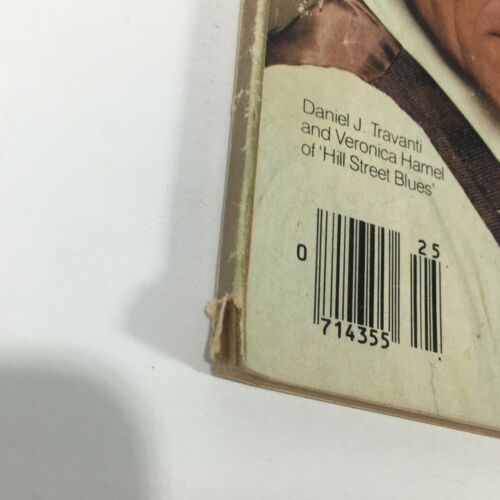 Daniel J. Travanti
and Veronica Hamel
of 'Hill Street Blues'
25
0
714355